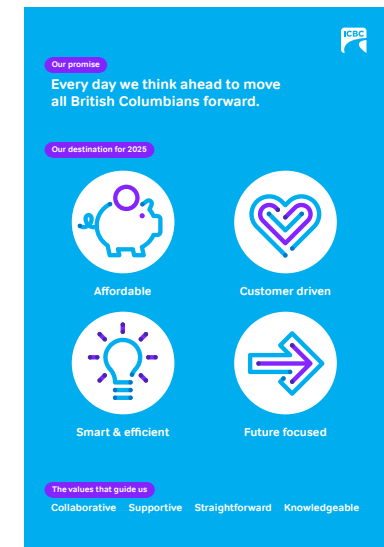 ICBC
Our promise
Every day we think ahead to move
all British Columbians forward.
Our destination for 2025
Affordable
Customer driven
Smart & efficient
Future focused
The values that guide us
Collaborative Supportive Straightforward Knowledgeable